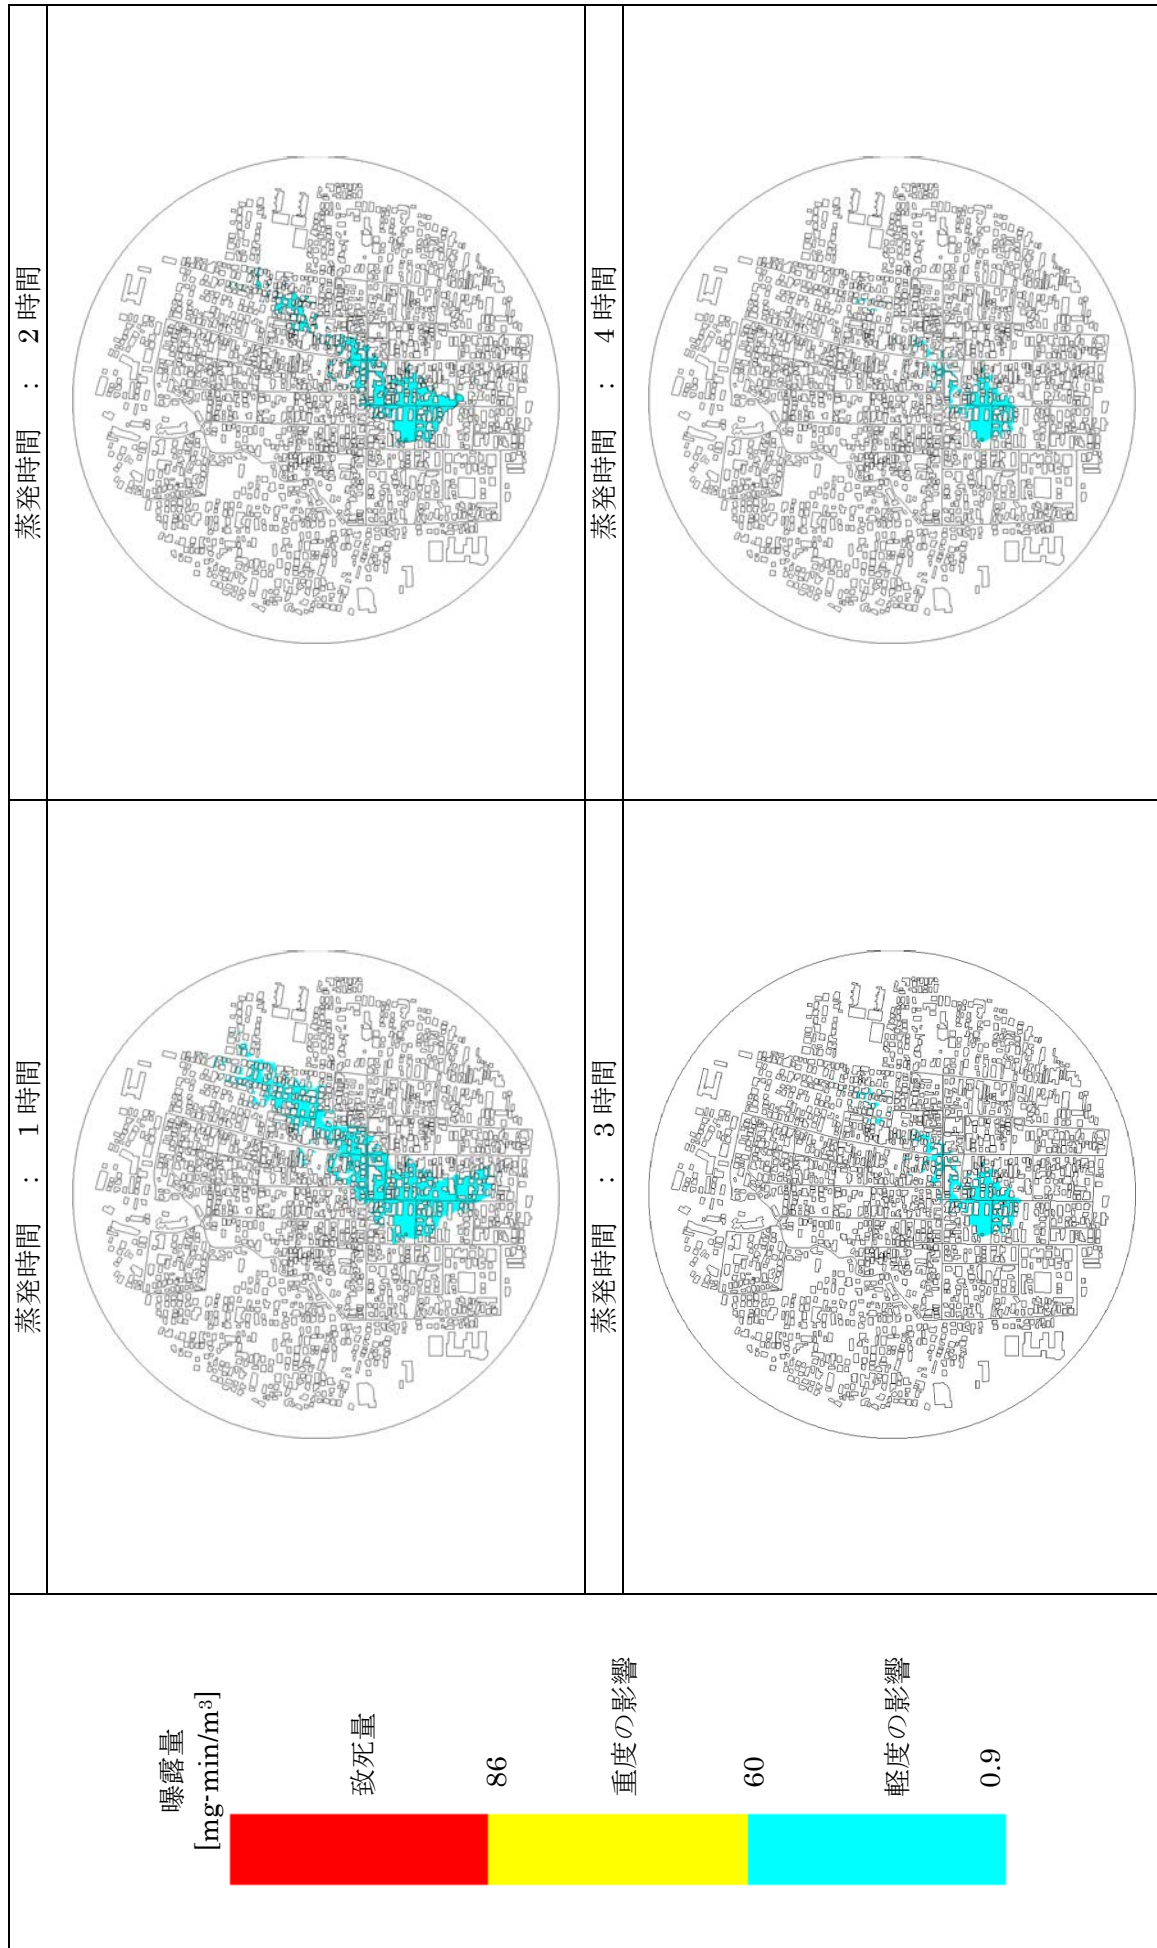 曝露量
[mg-min/m³]
致死量
86
重度の影響
60
軽度の影響
0.9
蒸発時間 : 1 時間
蒸発時間 : 2 時間
蒸発時間 : 3 時間
蒸発時間 : 4 時間